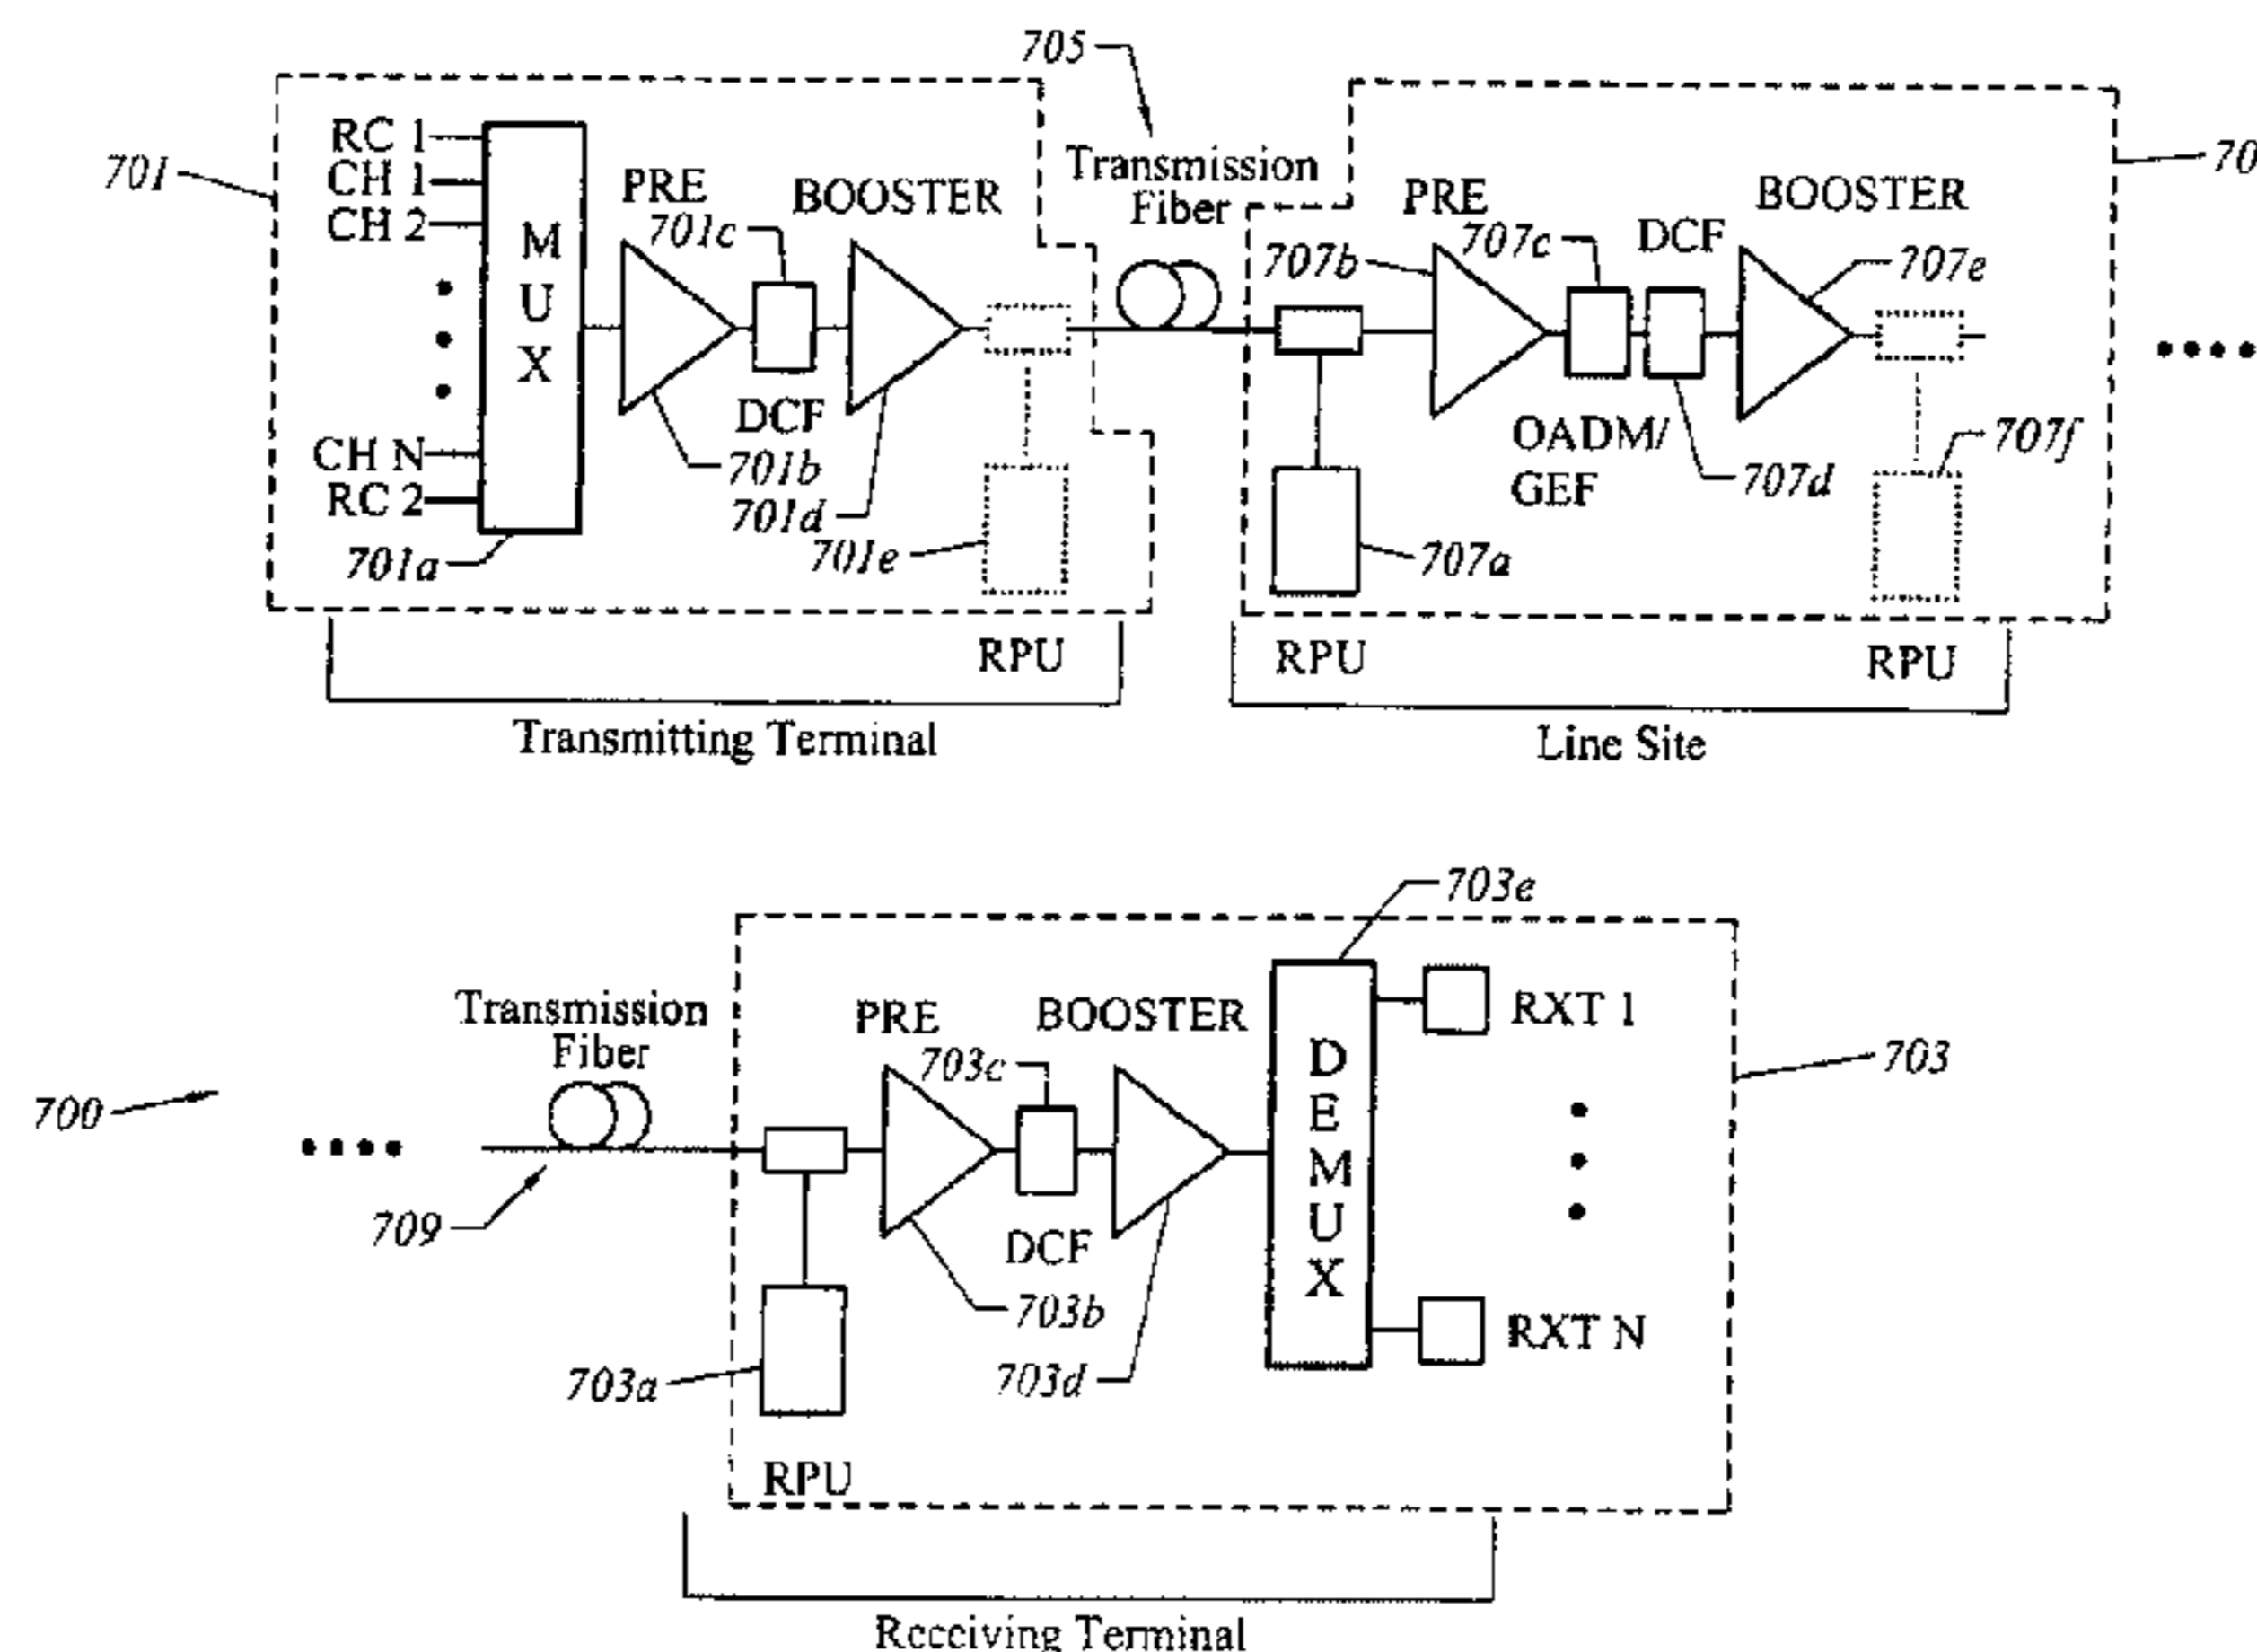 705
701
RC 1
CH 1
CH 2
CH N
RC 2
MUX
701a
PRE
701b
701c
DCF
BOOSTER
701d
701e
RPU
Transmitting Terminal
Transmission
Fiber
70
PRE
707b
707c
OADM/
GEF
DCF
707d
BOOSTER
707e
707f
707a
RPU
RPU
Line Site
700
Transmission
Fiber
709
PRE
703c
BOOSTER
703e
DEMUX
RXT 1
RXT N
703
DCF
703b
703d
703a
RPU
Receiving Terminal